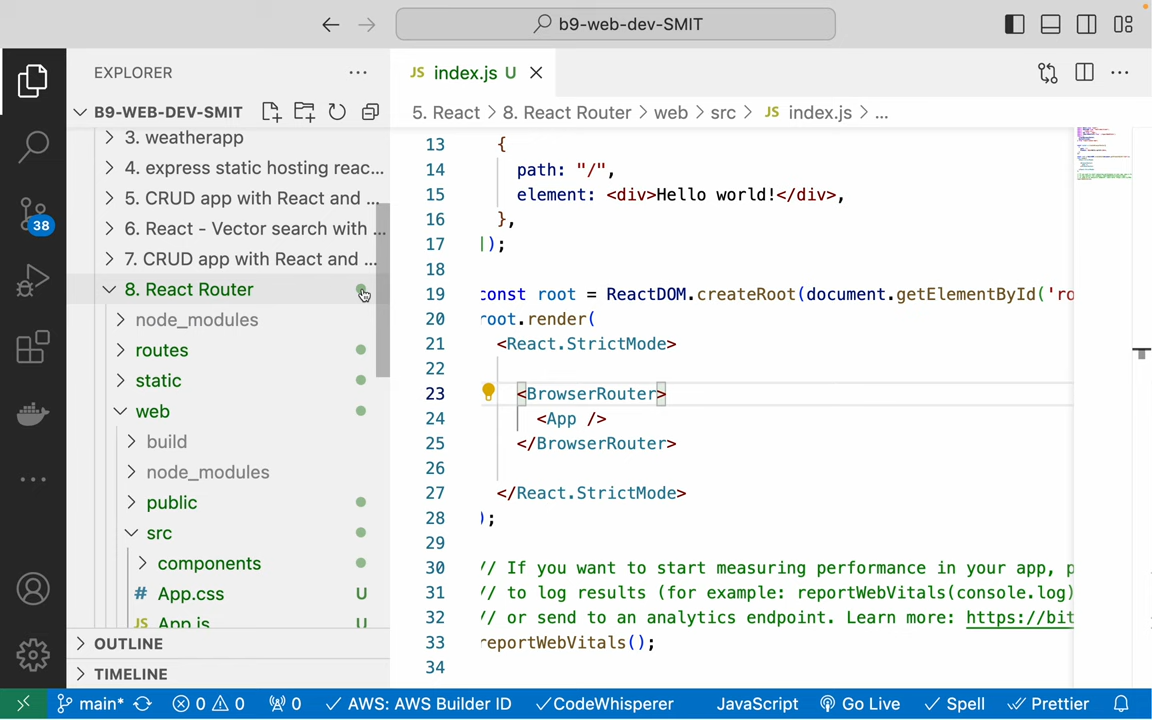 b9-web-dev-SMIT
EXPLORER
JS index.js U
B9-WEB-DEV-SMIT
5. React > 8. React Router > web > src > JS index.js > ...
3. weatherapp
4. express static hosting reac...
5. CRUD app with React and ...
6. React - Vector search with ...
7. CRUD app with React and ...
8. React Router
node_modules
routes
static
web
build
node_modules
public
src
components
# App.css U
JS App.js U
OUTLINE
TIMELINE
38
13 {
14 path: "/",
15 element: <div>Hello world!</div>,
16 },
17 ]);
18
19 const root = ReactDOM.createRoot(document.getElementById('ro
20 root.render(
21 <React.StrictMode>
22
23 <BrowserRouter>
24 <App />
25 </BrowserRouter>
26
27 </React.StrictMode>
28 );
29
30 // If you want to start measuring performance in your app, p
31 // to log results (for example: reportWebVitals(console.log)
32 // or send to an analytics endpoint. Learn more: https://bit
33 reportWebVitals();
34
main* 0 0 0 AWS: AWS Builder ID CodeWhisperer JavaScript Go Live Spell Prettier